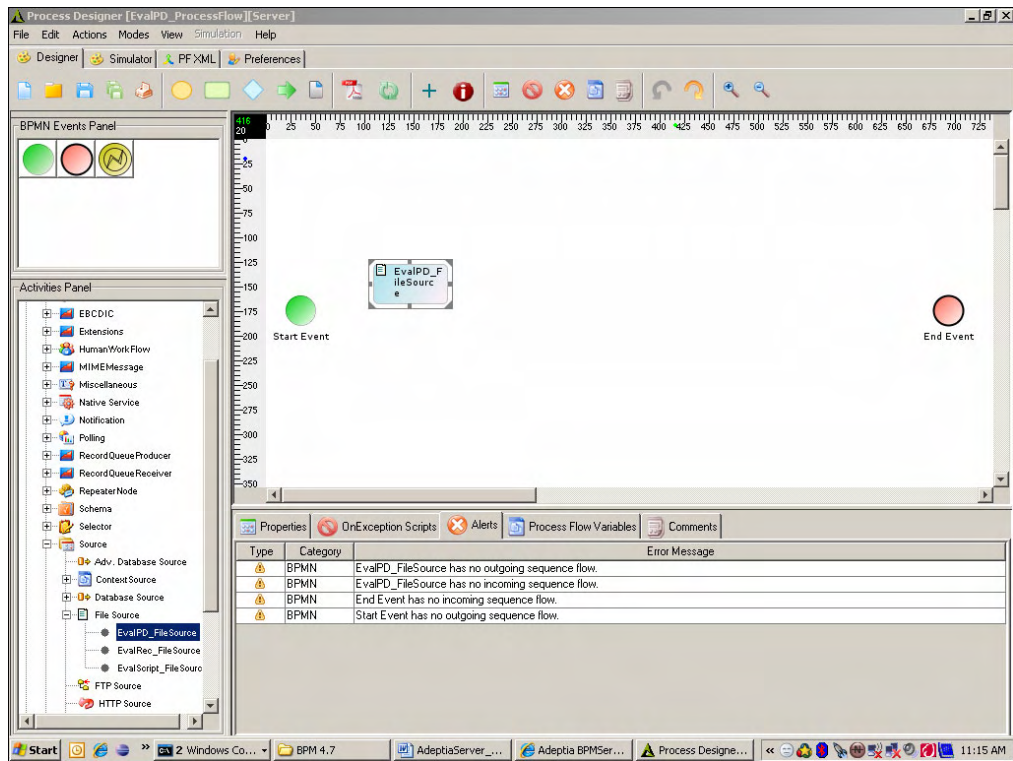 Process Designer [EvalPD_ProcessFlow][Server]
File Edit Actions Modes View Simulation Help
Designer Simulator PF XML Preferences
BPMN Events Panel
416
20
0 25 50 75 100 125 150 175 200 225 250 275 300 325 350 375 400 425 450 475 500 525 550 575 600 625 650 675 700 725
0
25
50
75
100
125
150
175
200
225
250
275
300
325
350
EvalPD_F
ileSourc
e
Start Event
End Event
Activities Panel
EBCDIC
Extensions
HumanWorkFlow
MIMEMessage
Miscellaneous
Native Service
Notification
Polling
RecordQueueProducer
RecordQueueReceiver
RepeaterNode
Schema
Selector
Source
Adv. Database Source
ContextSource
Database Source
File Source
EvalPD_FileSource
EvalRec_FileSource
EvalScript_FileSourc
FTP Source
HTTP Source
Properties OnException Scripts Alerts Process Flow Variables Comments
Type Category Error Message
BPMN EvalPD_FileSource has no outgoing sequence flow.
BPMN EvalPD_FileSource has no incoming sequence flow.
BPMN End Event has no incoming sequence flow.
BPMN Start Event has no outgoing sequence flow.
Start » 2 Windows Co... BPM 4.7 AdeptiaServer_... Adeptia BPMSer... Process Designe... « 11:15 AM